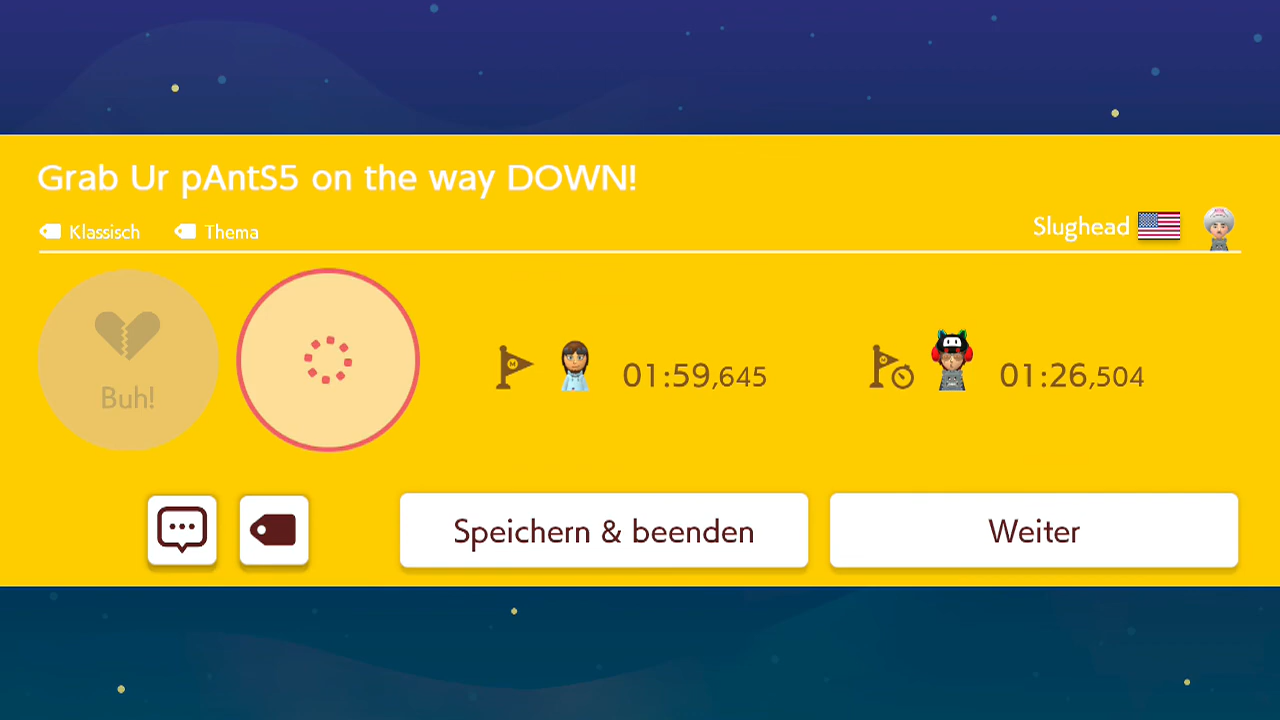 Grab Ur pAntS5 on the way DOWN!
Klassisch Thema
Slughead
Buh!
M 01:59,645
M 01:26,504
Speichern & beenden
Weiter